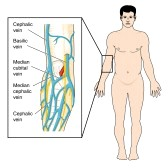 Cephalic
vein
Basilic
vein
Median
cubital
vein
Median
cephalic
vein
Cephalic
vein